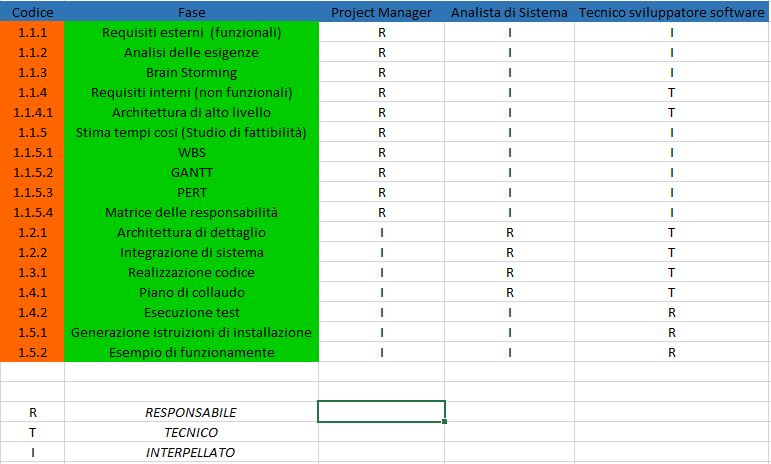 Codice Fase Project Manager Analista di Sistema Tecnico sviluppatore software
1.1.1 Requisiti esterni (funzionali) R I I
1.1.2 Analisi delle esigenze R I I
1.1.3 Brain Storming R I I
1.1.4 Requisiti interni (non funzionali) R I T
1.1.4.1 Architettura di alto livello R I T
1.1.5 Stima tempi cosi (Studio di fattibilità) R I I
1.1.5.1 WBS R I I
1.1.5.2 GANTT R I I
1.1.5.3 PERT R I I
1.1.5.4 Matrice delle responsabilità R I I
1.2.1 Architettura di dettaglio I R T
1.2.2 Integrazione di sistema I R T
1.3.1 Realizzazione codice I R T
1.4.1 Piano di collaudo I R T
1.4.2 Esecuzione test I I R
1.5.1 Generazione istruizioni di installazione I I R
1.5.2 Esempio di funzionamente I I R
R RESPONSABILE
T TECNICO
I INTERPELLATO